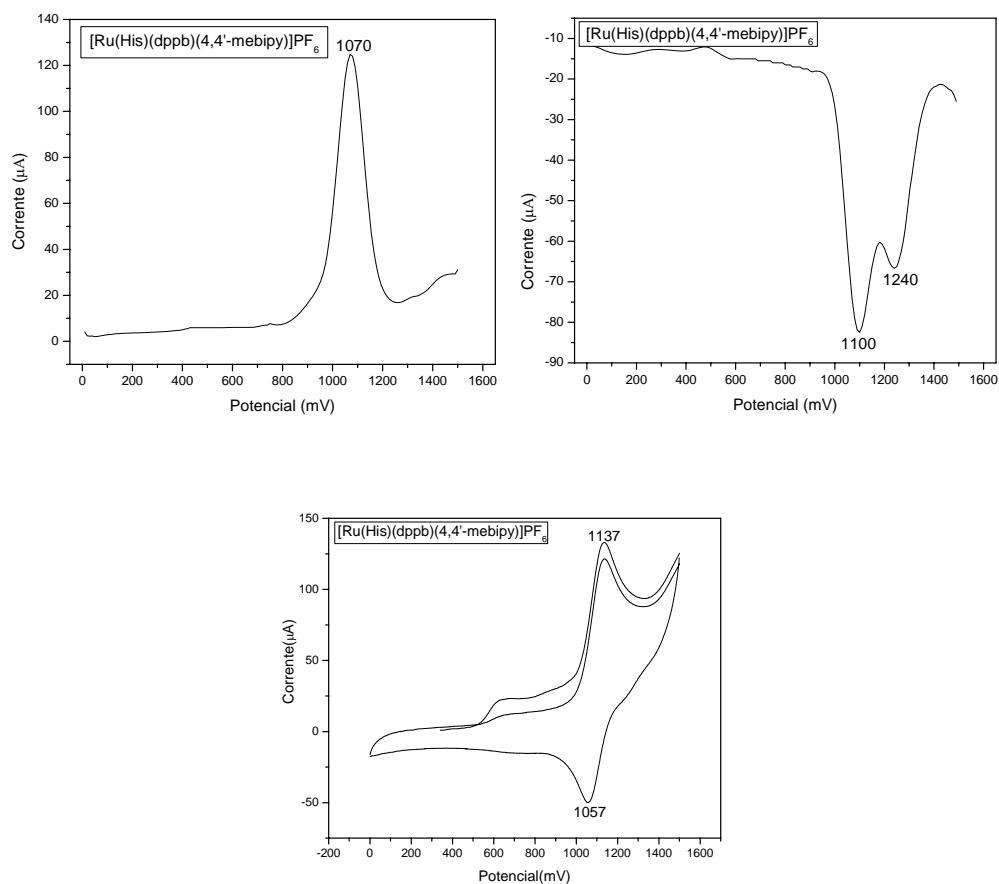 [Ru(His)(dppb)(4,4'-mebipy)]PF6
1070
140
120
100
80
60
40
20
0
Corrente (μA)
0 200 400 600 800 1000 1200 1400 1600
Potencial (mV)
[Ru(His)(dppb)(4,4'-mebipy)]PF6
-10
-20
-30
-40
-50
-60
-70
-80
-90
Corrente (μA)
1240
1100
0 200 400 600 800 1000 1200 1400 1600
Potencial (mV)
[Ru(His)(dppb)(4,4'-mebipy)]PF6
1137
150
100
50
0
-50
Corrente(μA)
1057
-200 0 200 400 600 800 1000 1200 1400 1600
Potencial(mV)